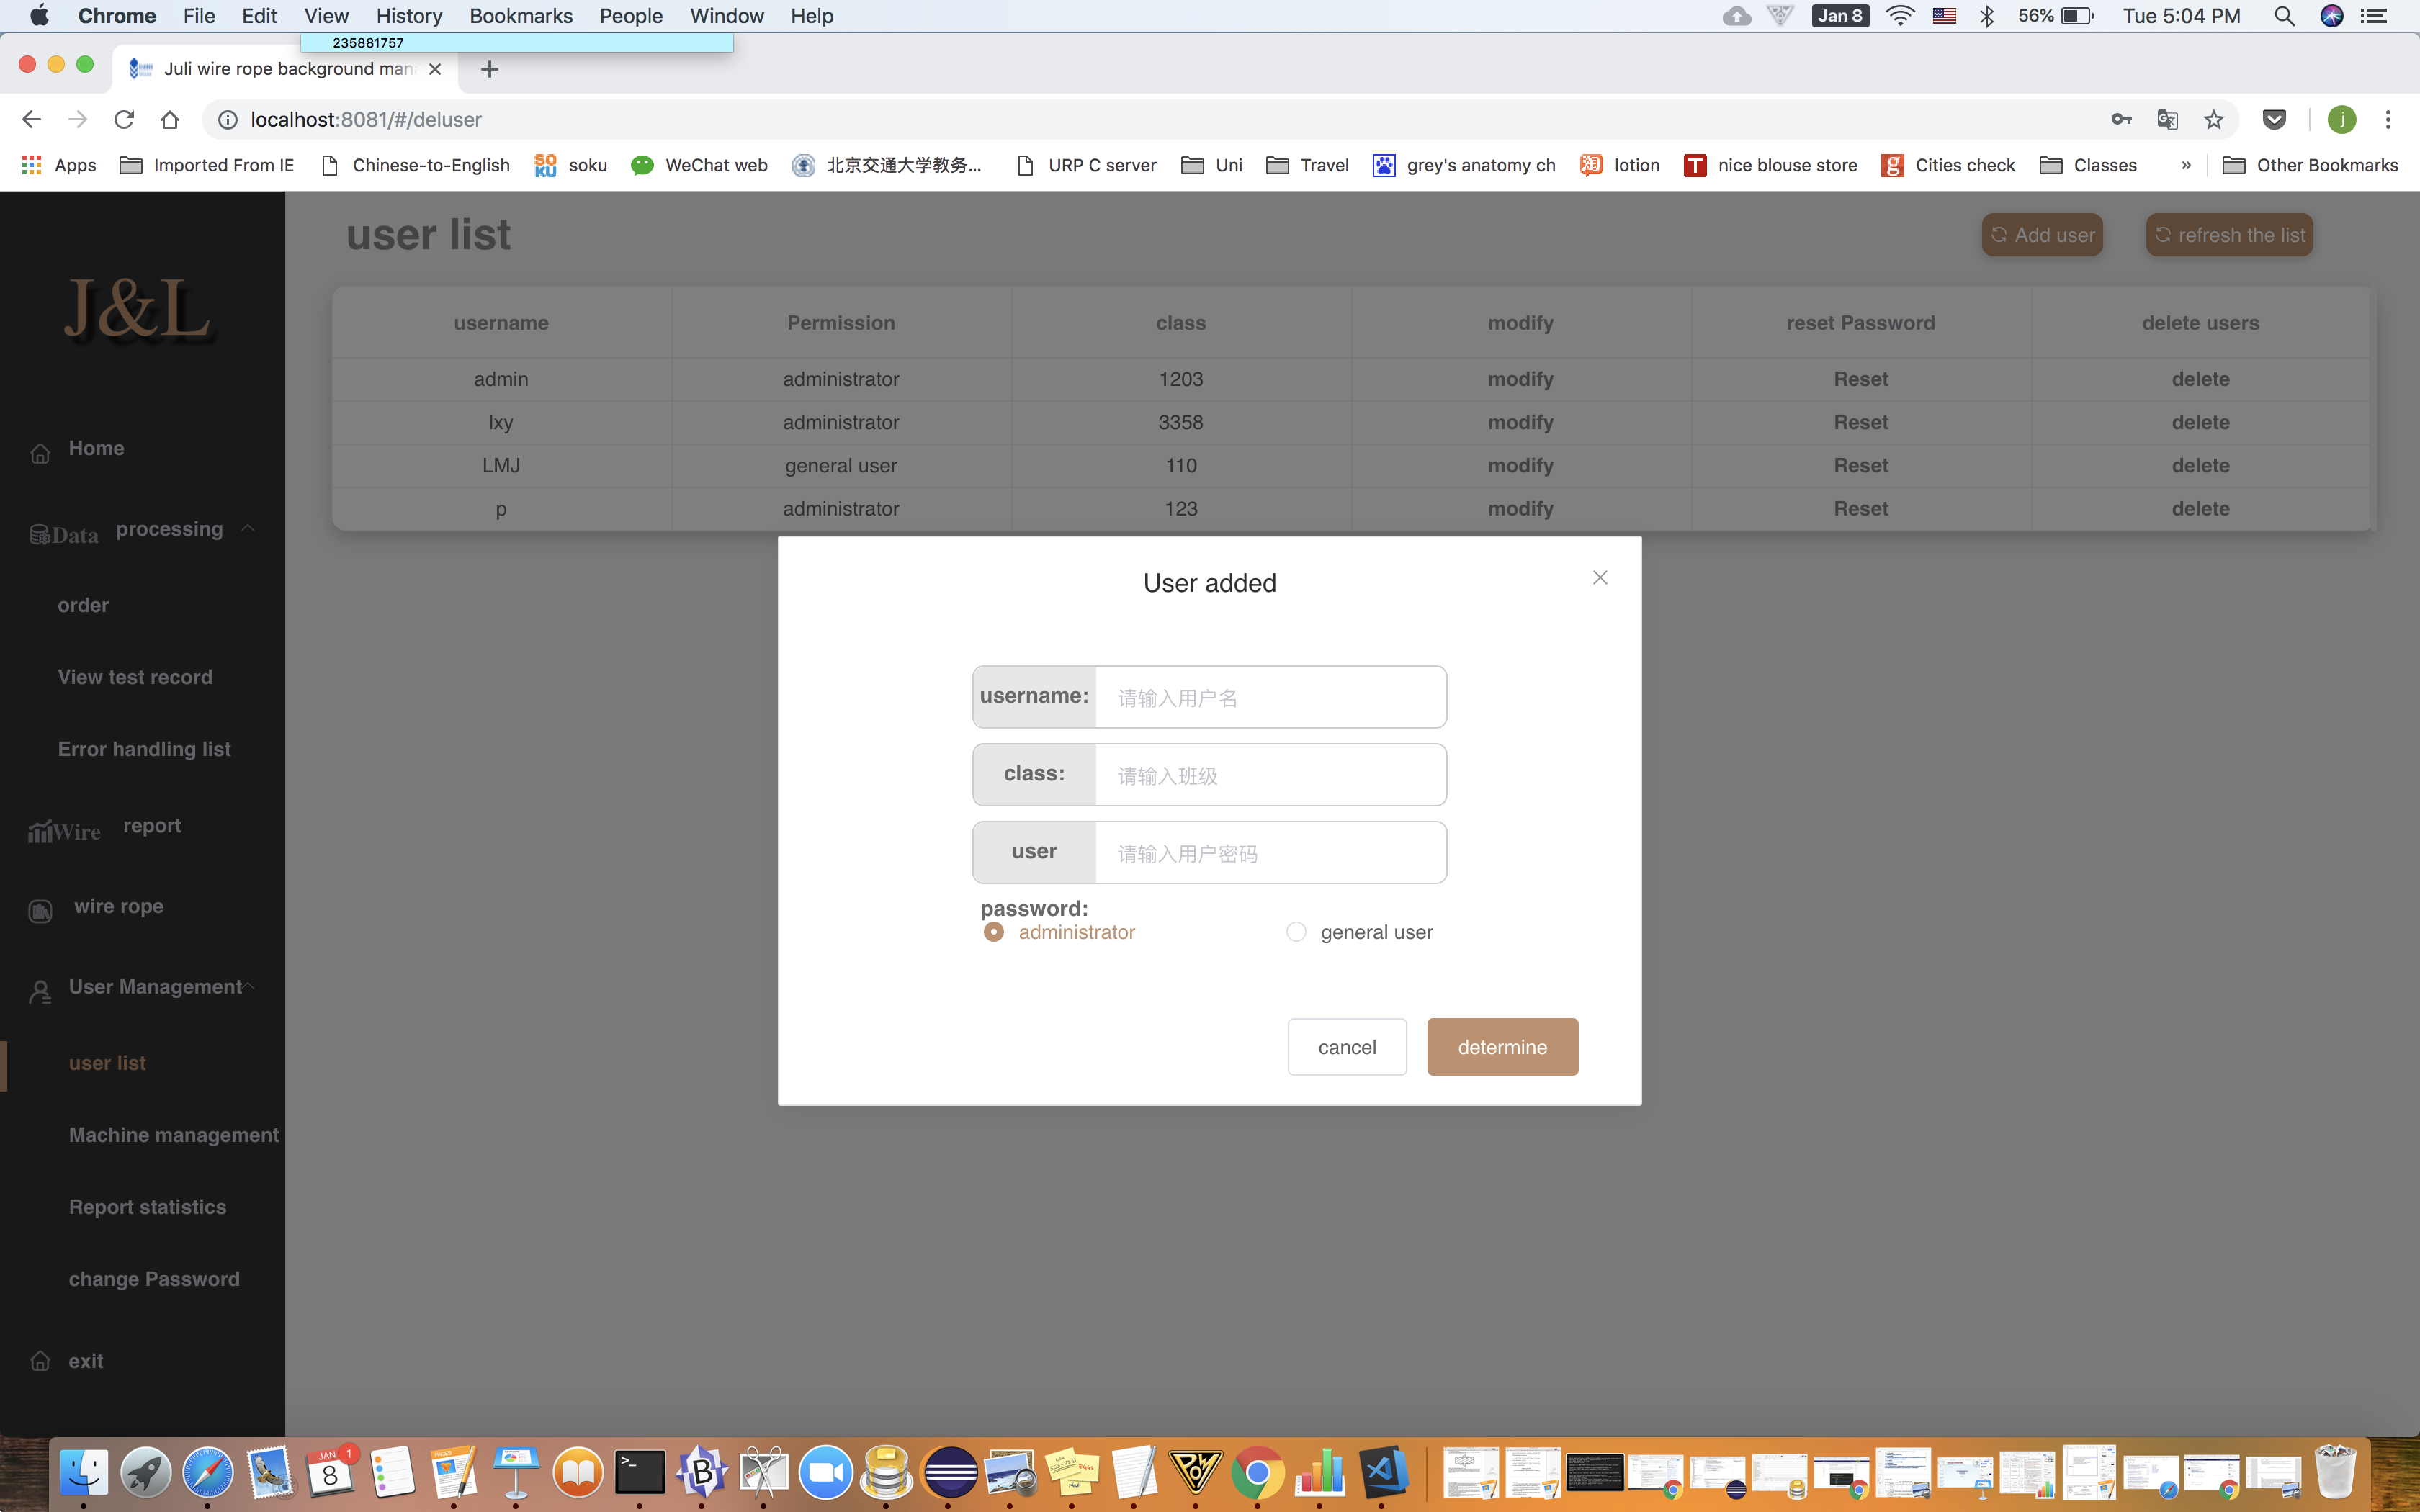 Chrome File Edit View History Bookmarks People Window Help Jan 8 56% Tue 5:04 PM
235881757
Juli wire rope background man
localhost:8081/#/deluser j
Apps Imported From IE Chinese-to-English SO KU soku WeChat web 北京交通大学教务... URP C server Uni Travel grey's anatomy ch 淘 lotion T nice blouse store g Cities check Classes » Other Bookmarks
J&L
Home
Data processing
order
View test record
Error handling list
Wire report
wire rope
User Management
user list
Machine management
Report statistics
change Password
exit
user list Add user refresh the list
username Permission class modify reset Password delete users
admin administrator 1203 modify Reset delete
lxy administrator 3358 modify Reset delete
LMJ general user 110 modify Reset delete
p administrator 123 modify Reset delete
User added
username: 请输入用户名
class: 请输入班级
user 请输入用户密码
password:
administrator general user
cancel determine
JAN 8 1
PAGES
>_
B